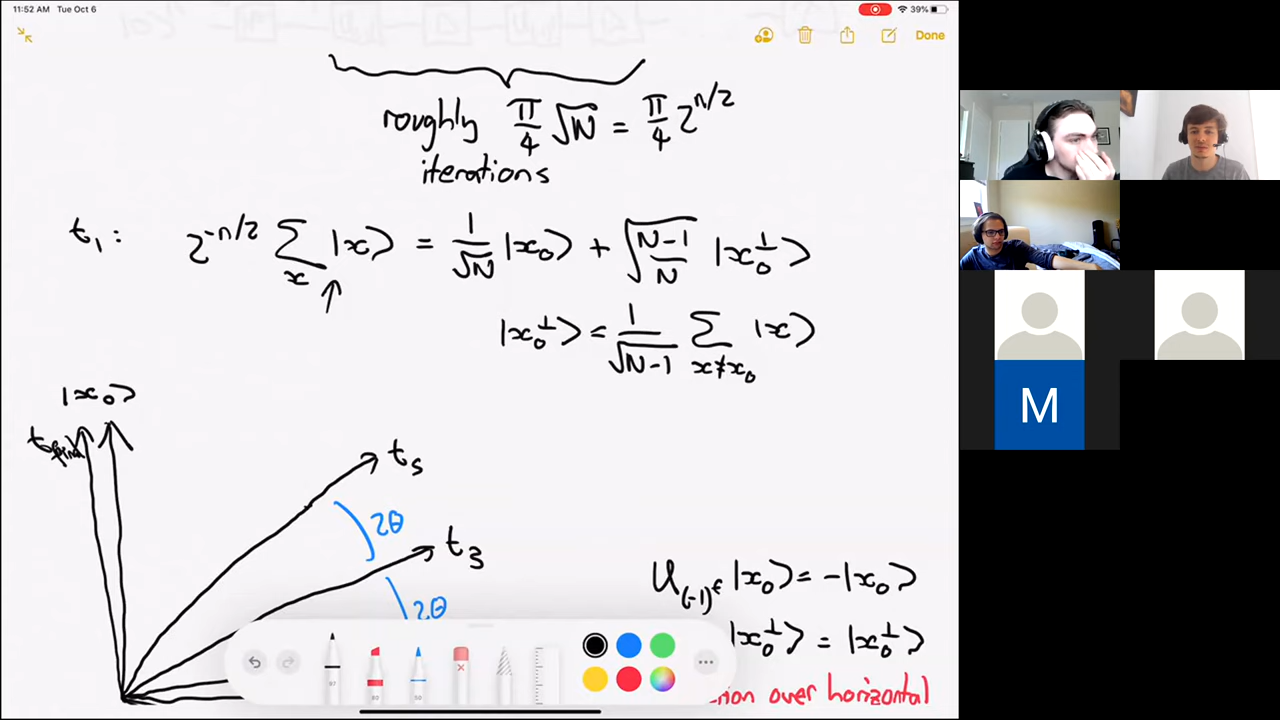 11:52 AM Tue Oct 6
39%
Done
roughly π/4 √N = π/4 2^{n/2}
iterations
t₁: 2^{-n/2} ∑_x |x⟩ = 1/√N |x₀⟩ + √((N-1)/N) |x₀^⊥⟩
|x₀^⊥⟩ = 1/√(N-1) ∑_{x≠x₀} |x⟩
|x₀⟩
t₅
2θ
t₃
2θ
U_{(-1)^f} |x₀⟩ = -|x₀⟩
|x₀^⊥⟩ = |x₀^⊥⟩
over horizontal
M